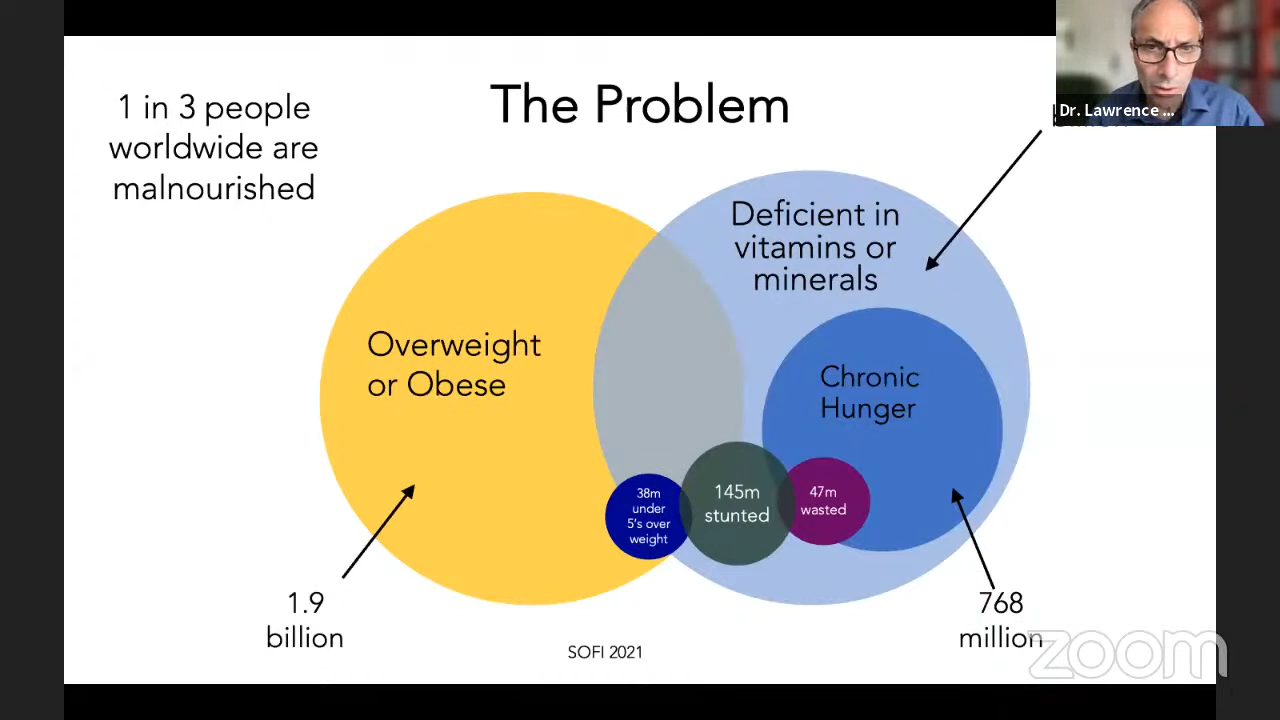 1 in 3 people
worldwide are
malnourished
The Problem
Dr. Lawrence ...
Deficient in
vitamins or
minerals
Overweight
or Obese
Chronic
Hunger
38m
under
5's over
weight
145m
stunted
47m
wasted
1.9
billion
768
million
SOFI 2021
zoom